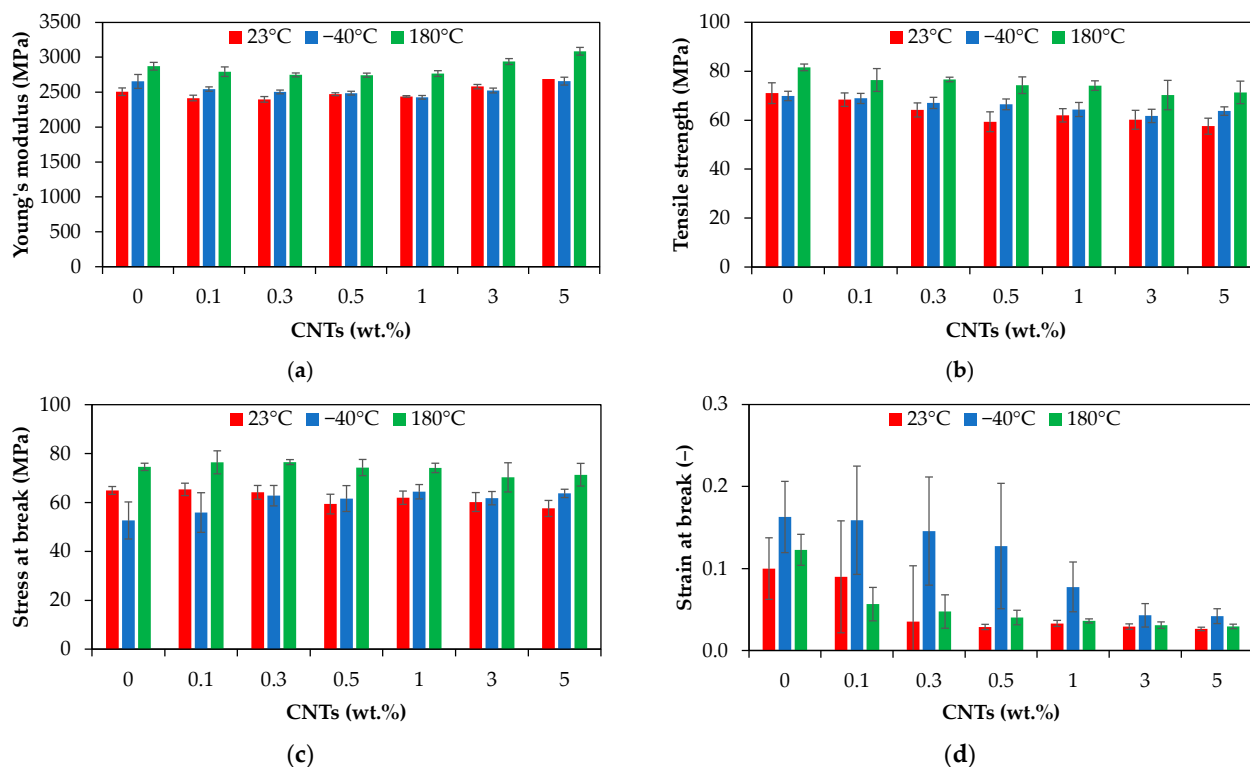 Young's modulus (MPa)
3500
3000
2500
2000
1500
1000
500
0
23°C −40°C 180°C
0 0.1 0.3 0.5 1 3 5
CNTs (wt.%)
(a)
Tensile strength (MPa)
100
80
60
40
20
0
23°C −40°C 180°C
0 0.1 0.3 0.5 1 3 5
CNTs (wt.%)
(b)
Stress at break (MPa)
100
80
60
40
20
0
23°C −40°C 180°C
0 0.1 0.3 0.5 1 3 5
CNTs (wt.%)
(c)
Strain at break (−)
0.3
0.2
0.1
0.0
23°C −40°C 180°C
0 0.1 0.3 0.5 1 3 5
CNTs (wt.%)
(d)